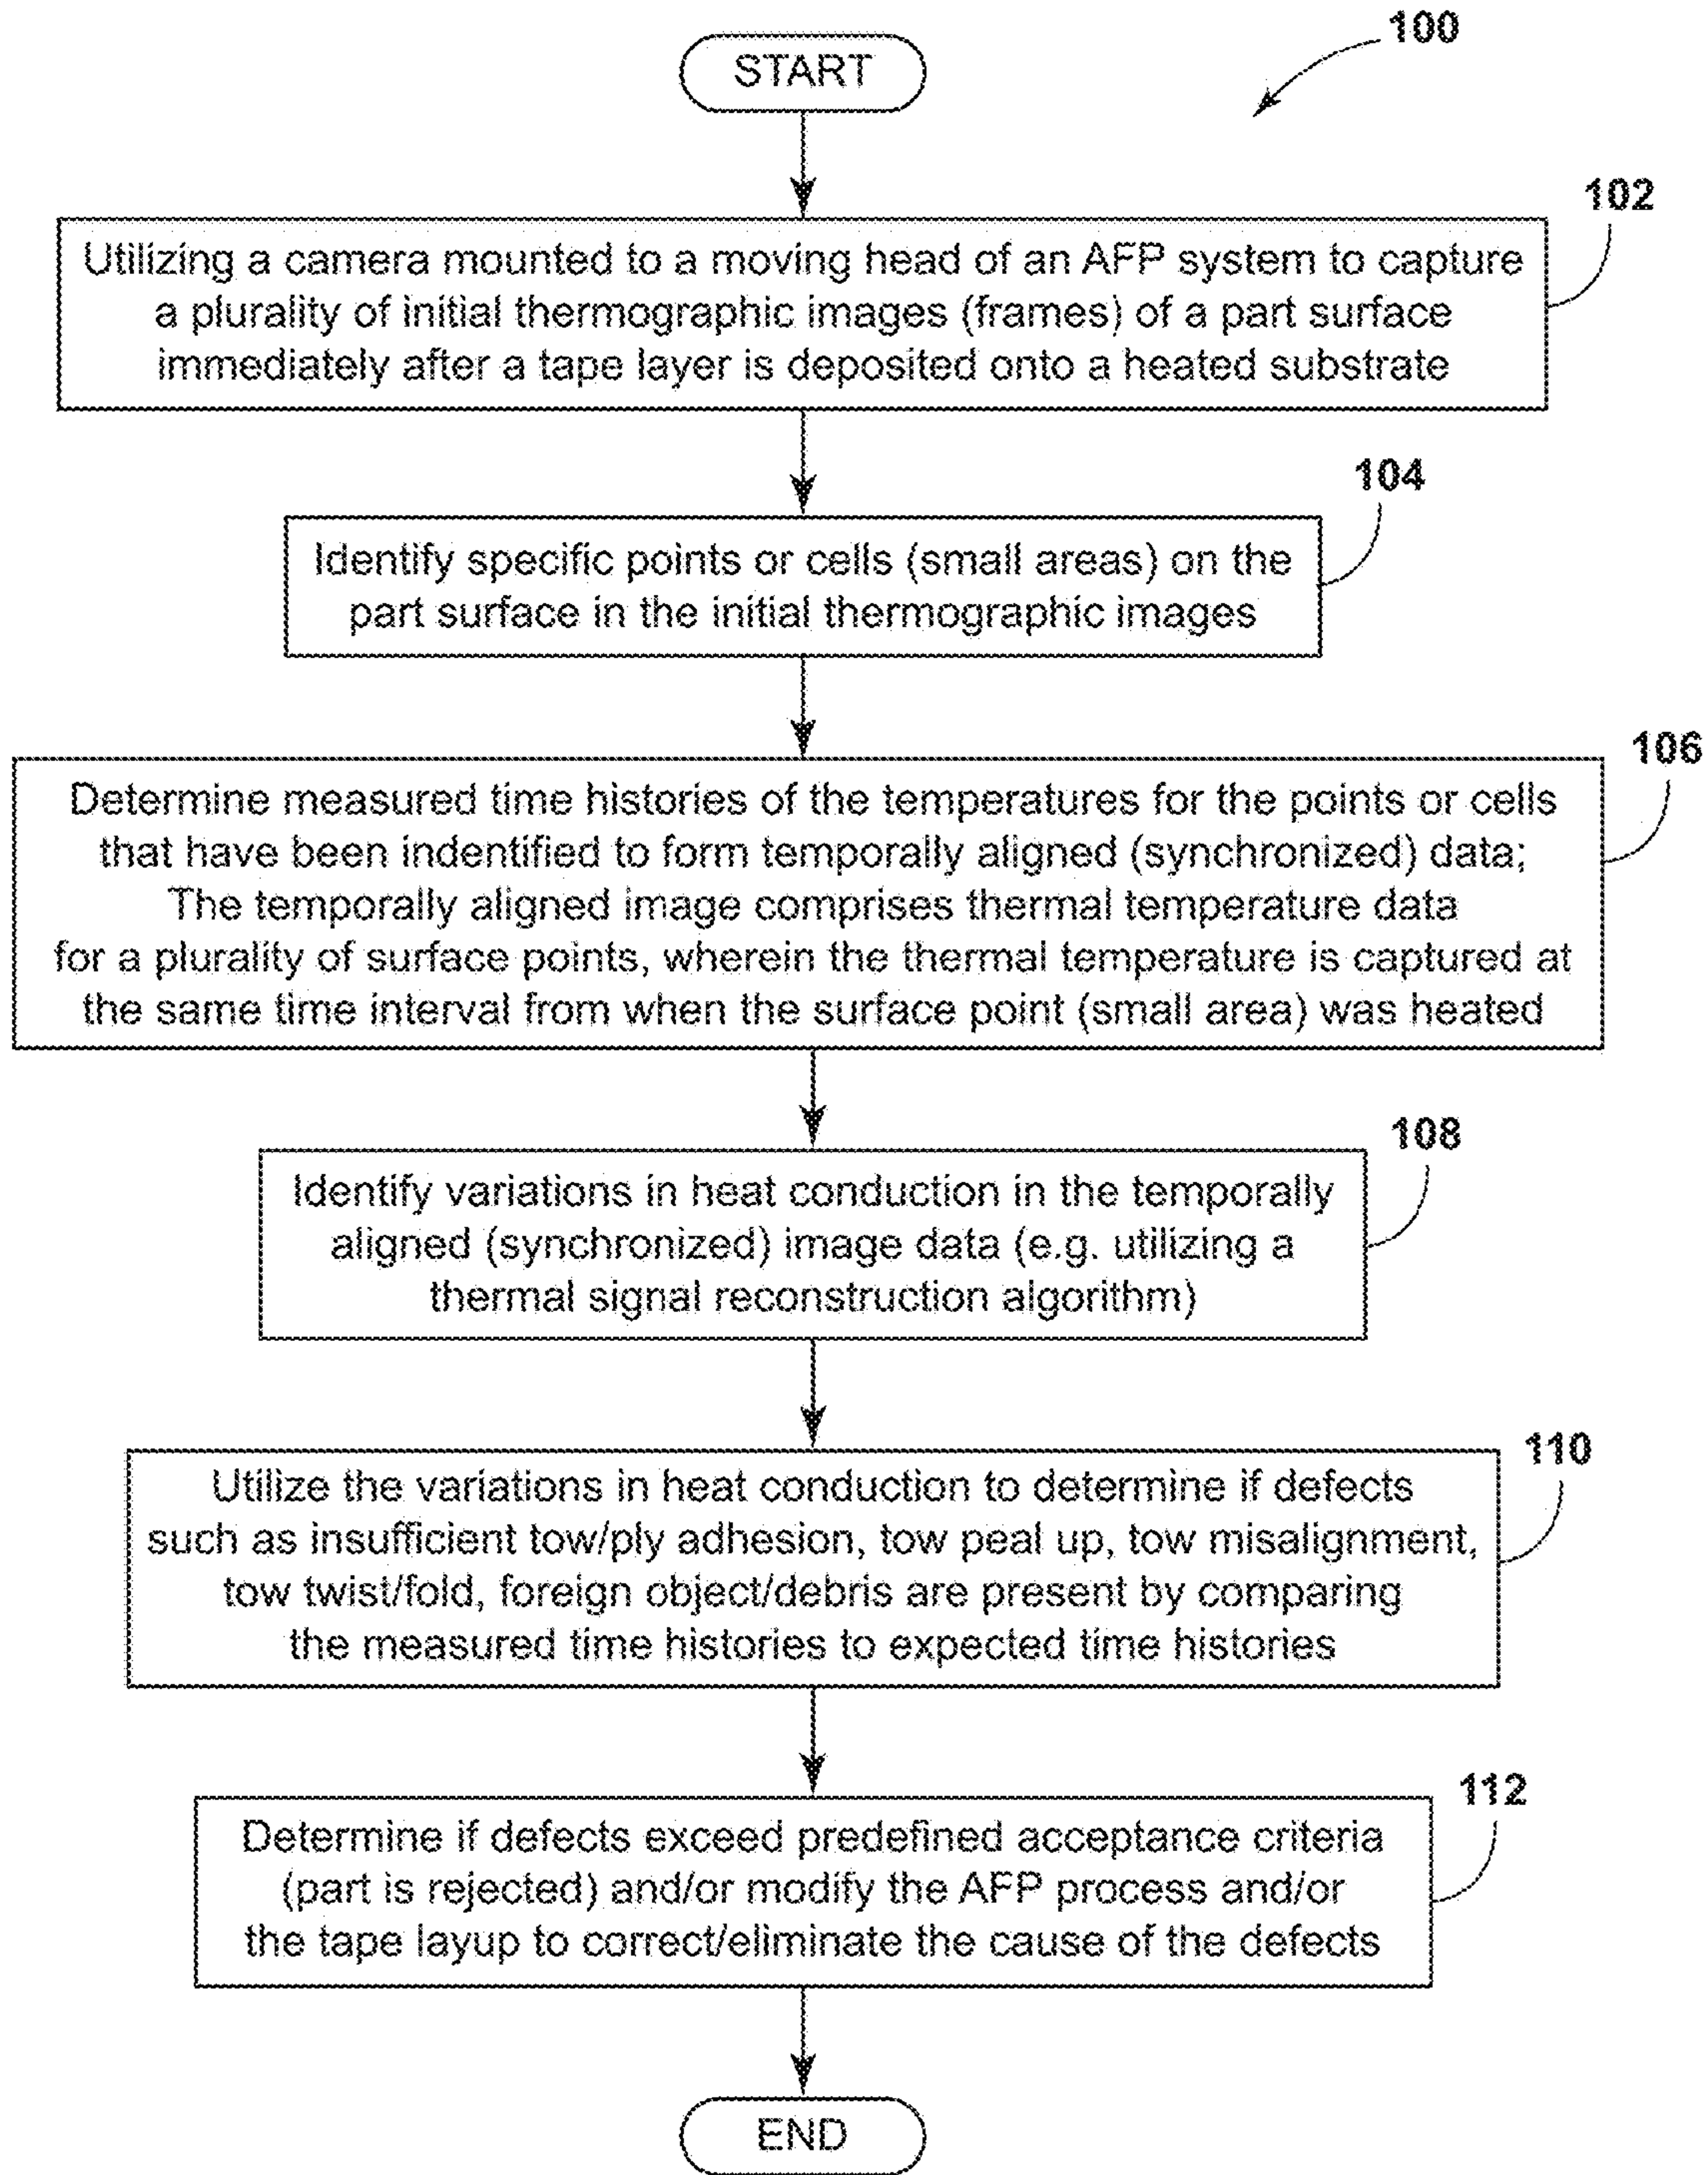 100
START
102
Utilizing a camera mounted to a moving head of an AFP system to capture
a plurality of initial thermographic images (frames) of a part surface
immediately after a tape layer is deposited onto a heated substrate
104
Identify specific points or cells (small areas) on the
part surface in the initial thermographic images
106
Determine measured time histories of the temperatures for the points or cells
that have been indentified to form temporally aligned (synchronized) data;
The temporally aligned image comprises thermal temperature data
for a plurality of surface points, wherein the thermal temperature is captured at
the same time interval from when the surface point (small area) was heated
108
Identify variations in heat conduction in the temporally
aligned (synchronized) image data (e.g. utilizing a
thermal signal reconstruction algorithm)
110
Utilize the variations in heat conduction to determine if defects
such as insufficient tow/ply adhesion, tow peal up, tow misalignment,
tow twist/fold, foreign object/debris are present by comparing
the measured time histories to expected time histories
112
Determine if defects exceed predefined acceptance criteria
(part is rejected) and/or modify the AFP process and/or
the tape layup to correct/eliminate the cause of the defects
END